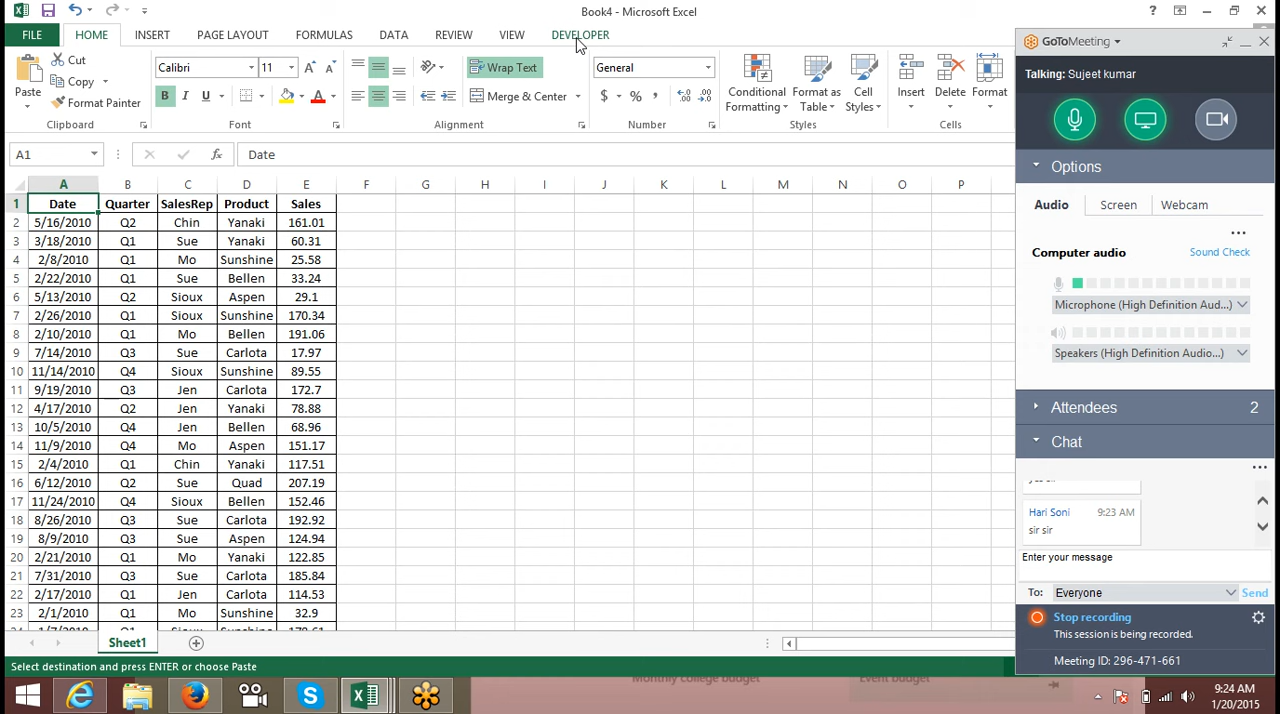 Book4 - Microsoft Excel
FILE HOME INSERT PAGE LAYOUT FORMULAS DATA REVIEW VIEW DEVELOPER
Paste
Cut
Copy
Format Painter
Clipboard
Calibri 11
B I U
Font
Wrap Text
Merge & Center
Alignment
General
$ % ,
Number
Conditional Formatting
Format as Table
Cell Styles
Styles
Insert Delete Format
Cells
A1 fx Date
A B C D E F G H I J K L M N O P
1 Date Quarter SalesRep Product Sales
2 5/16/2010 Q2 Chin Yanaki 161.01
3 3/18/2010 Q1 Sue Yanaki 60.31
4 2/8/2010 Q1 Mo Sunshine 25.58
5 2/22/2010 Q1 Sue Bellen 33.24
6 5/13/2010 Q2 Sioux Aspen 29.1
7 2/26/2010 Q1 Sioux Sunshine 170.34
8 2/10/2010 Q1 Mo Bellen 191.06
9 7/14/2010 Q3 Sue Carlota 17.97
10 11/14/2010 Q4 Sioux Sunshine 89.55
11 9/19/2010 Q3 Jen Carlota 172.7
12 4/17/2010 Q2 Jen Yanaki 78.88
13 10/5/2010 Q4 Jen Bellen 68.96
14 11/9/2010 Q4 Mo Aspen 151.17
15 2/4/2010 Q1 Chin Yanaki 117.51
16 6/12/2010 Q2 Sue Quad 207.19
17 11/24/2010 Q4 Sioux Bellen 152.46
18 8/26/2010 Q3 Sue Carlota 192.92
19 8/9/2010 Q3 Sue Aspen 124.94
20 2/21/2010 Q1 Mo Yanaki 122.85
21 7/31/2010 Q3 Sue Carlota 185.84
22 2/17/2010 Q1 Jen Carlota 114.53
23 2/1/2010 Q1 Mo Sunshine 32.9
Sheet1
Select destination and press ENTER or choose Paste
GoToMeeting
Talking: Sujeet kumar
Options
Audio Screen Webcam
Computer audio Sound Check
Microphone (High Definition Aud...)
Speakers (High Definition Audio...)
Attendees 2
Chat
Hari Soni 9:23 AM
sir sir
Enter your message
To: Everyone Send
Stop recording
This session is being recorded.
Meeting ID: 296-471-661
Monthly college budget Event budget
9:24 AM
1/20/2015